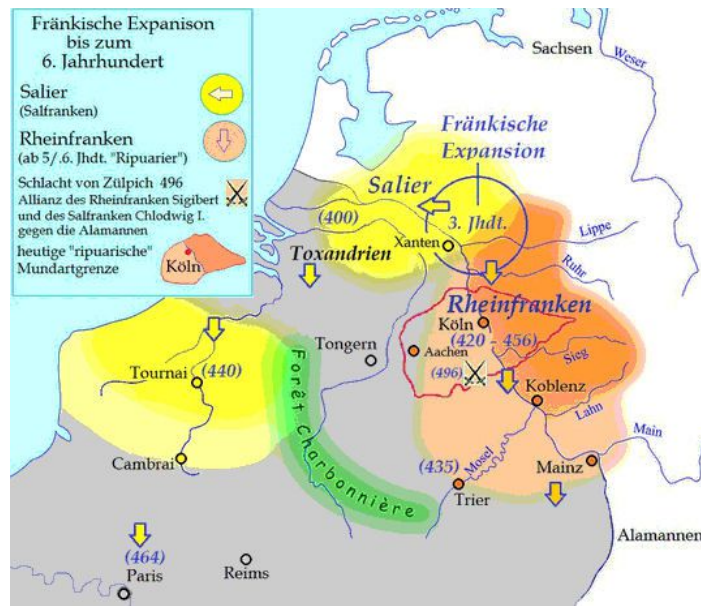 Fränkische Expanison
bis zum
6. Jahrhundert
Salier
(Salfranken)
Rheinfranken
(ab 5/.6. Jhdt. "Ripuarier")
Schlacht von Zülpich 496
Allianz des Rheinfranken Sigibert
und des Salfranken Chlodwig I.
gegen die Alamannen
heutige "ripuarische"
Mundartgrenze
Köln
Sachsen
Weser
Fränkische
Expansion
Salier
3. Jhdt.
(400)
Xanten
Lippe
Toxandrien
Ruhr
Rheinfranken
Köln
(420 - 456)
Tongern
Aachen
(496)
Sieg
Tournai
(440)
Koblenz
Lahn
Forêt Charbonnière
Main
Cambrai
(435)
Mosel
Mainz
Trier
Alamannen
(464)
Paris
Reims